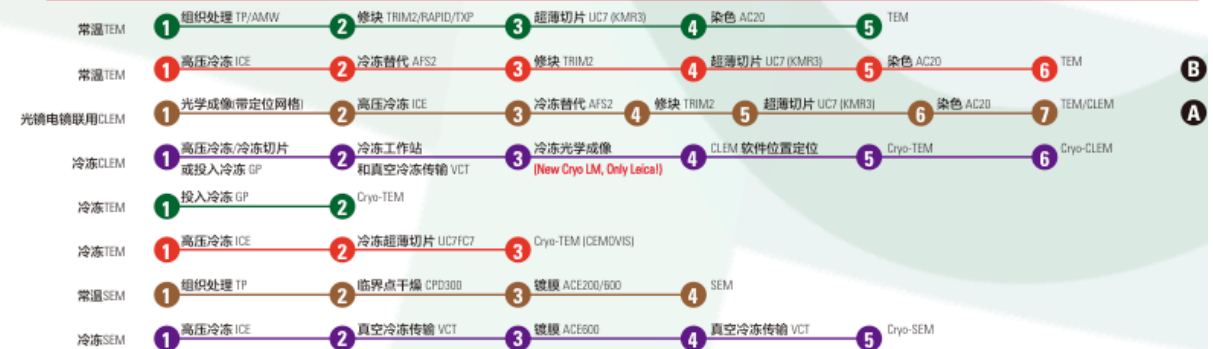 常温TEM 1 组织处理 TP/AMW 2 修块 TRIM2/RAPID/TXP 3 超薄切片 UC7 (KMR3) 4 染色 AC20 5 TEM
常温TEM 1 高压冷冻 ICE 2 冷冻替代 AFS2 3 修块 TRIM2 4 超薄切片 UC7 (KMR3) 5 染色 AC20 6 TEM B
光镜电镜联用CLEM 1 光学成像(带定位网格) 2 高压冷冻 ICE 3 冷冻替代 AFS2 4 修块 TRIM2 5 超薄切片 UC7 (KMR3) 6 染色 AC20 7 TEM/CLEM A
冷冻CLEM 1 高压冷冻/冷冻切片 2 冷冻工作站 3 冷冻光学成像 4 CLEM 软件位置定位 5 Cryo-TEM 6 Cryo-CLEM
或投入冷冻 GP 和真空冷冻传输 VCT (New Cryo LM, Only Leica!)
冷冻TEM 1 投入冷冻 GP 2 Cryo-TEM
冷冻TEM 1 高压冷冻 ICE 2 冷冻超薄切片 UC7FC7 3 Cryo-TEM (CEMOVIS)
常温SEM 1 组织处理 TP 2 临界点干燥 CPD300 3 镀膜 ACE200/600 4 SEM
冷冻SEM 1 高压冷冻 ICE 2 真空冷冻传输 VCT 3 镀膜 ACE600 4 真空冷冻传输 VCT 5 Cryo-SEM